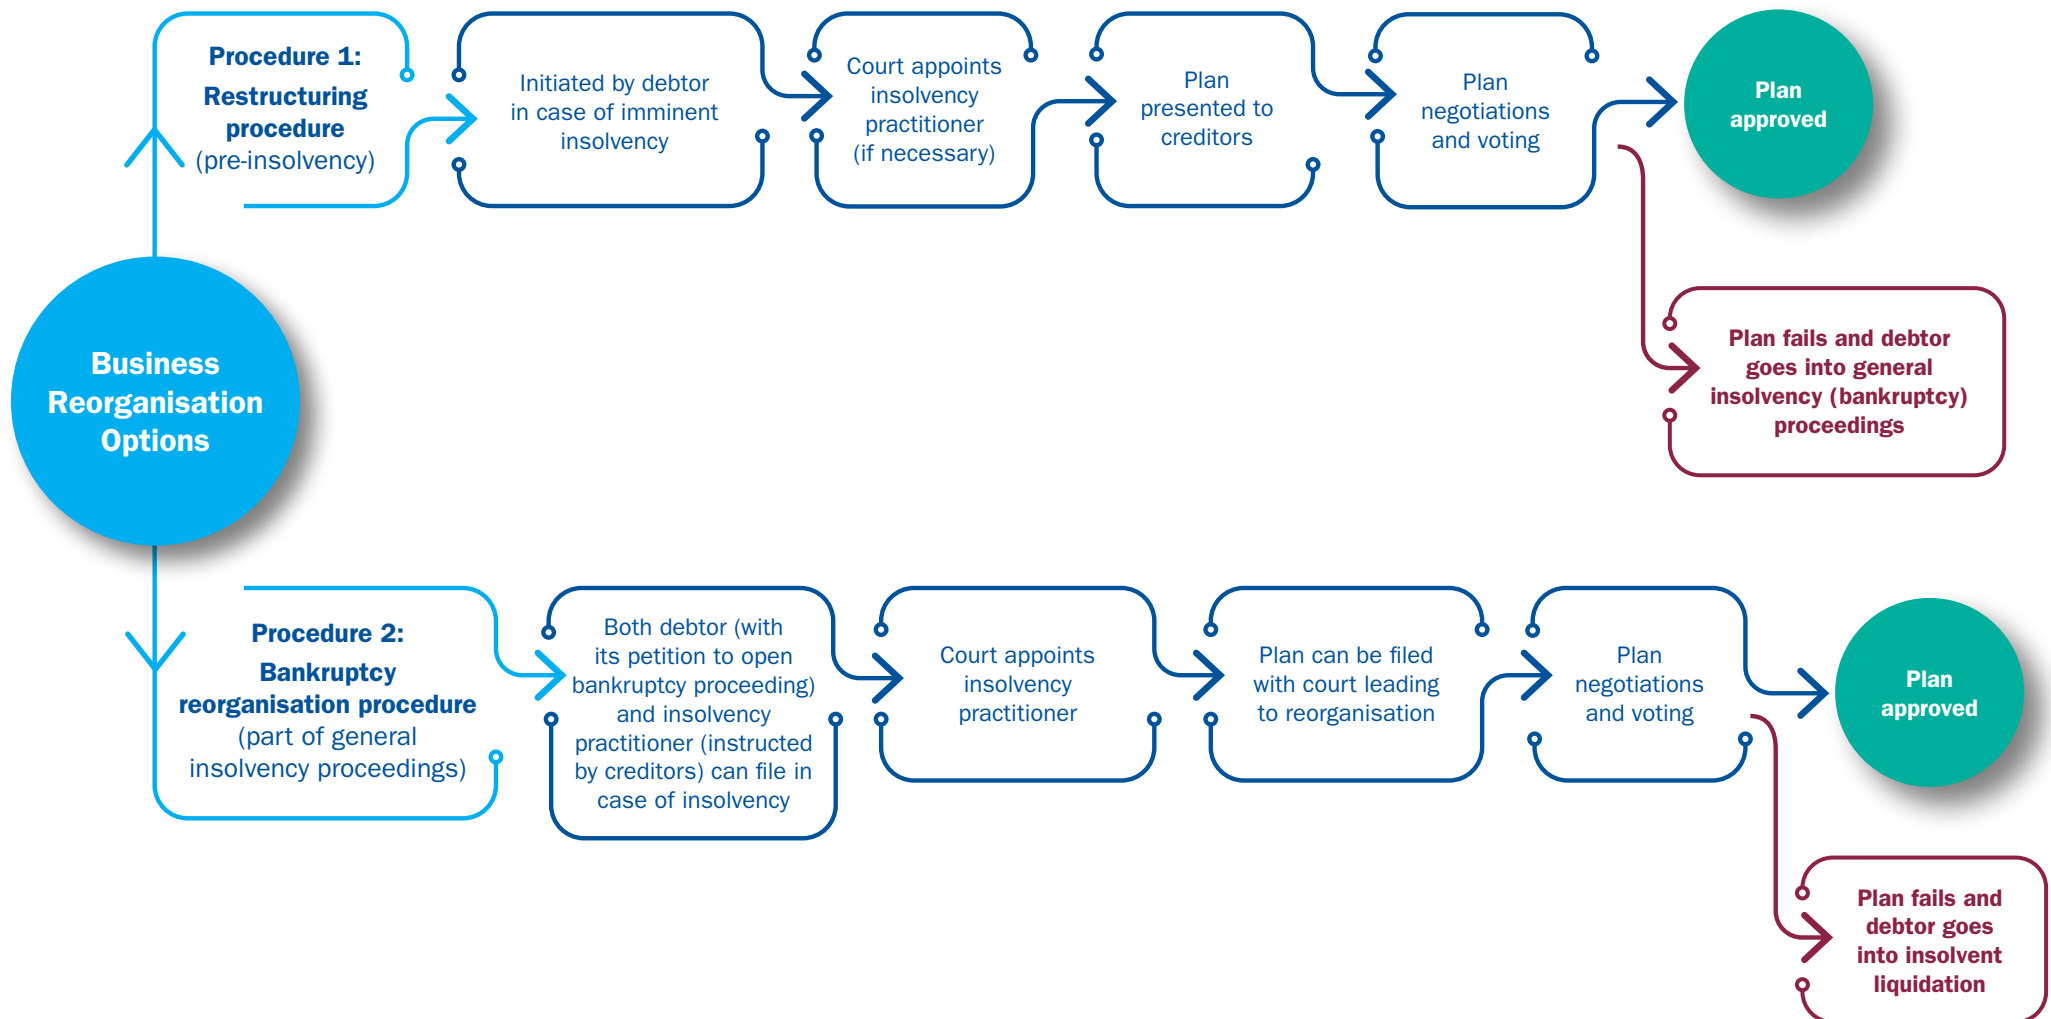 Business
Reorganisation
Options
Procedure 1:
Restructuring
procedure
(pre-insolvency)
Initiated by debtor
in case of imminent
insolvency
Court appoints
insolvency
practitioner
(if necessary)
Plan
presented to
creditors
Plan
negotiations
and voting
Plan
approved
Plan fails and debtor
goes into general
insolvency (bankruptcy)
proceedings
Procedure 2:
Bankruptcy
reorganisation procedure
(part of general
insolvency proceedings)
Both debtor (with
its petition to open
bankruptcy proceeding)
and insolvency
practitioner (instructed
by creditors) can file in
case of insolvency
Court appoints
insolvency
practitioner
Plan can be filed
with court leading
to reorganisation
Plan
negotiations
and voting
Plan
approved
Plan fails and
debtor goes
into insolvent
liquidation